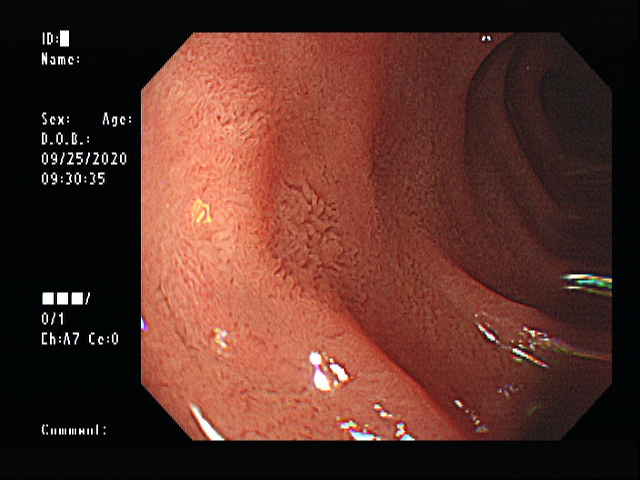 ID:
Name:
Sex: Age:
D.O.B.:
09/25/2020
09:30:35
/
0/1
Eh:A7 Ce:0
Comment: